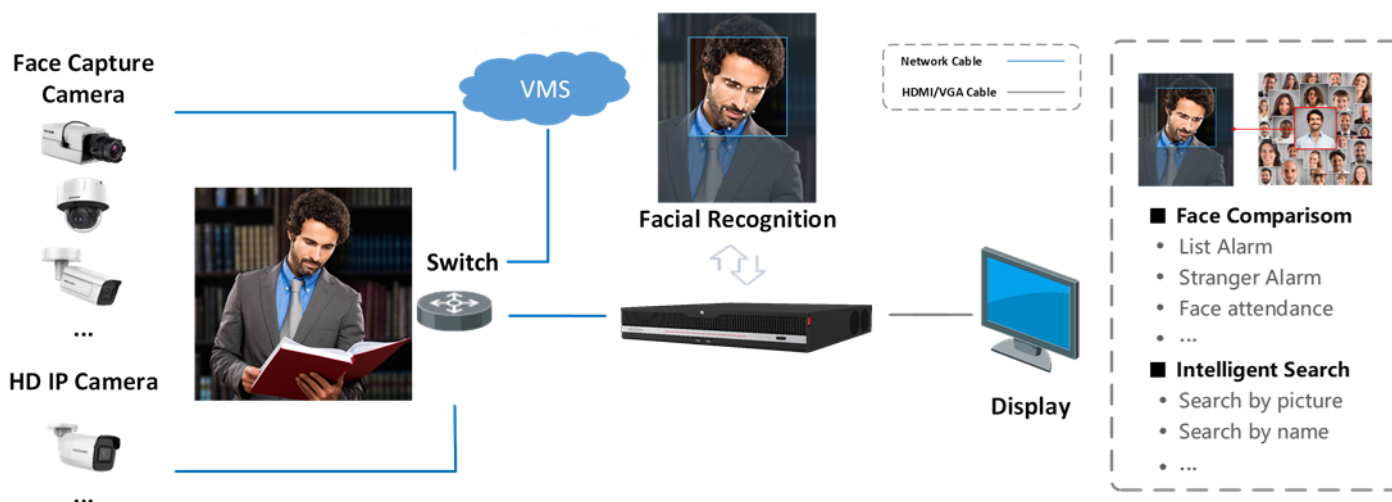 Face Capture
Camera
...
HD IP Camera
...
Switch
VMS
Facial Recognition
Network Cable
HDMI/VGA Cable
Display
Face Comparisom
List Alarm
Stranger Alarm
Face attendance
...
Intelligent Search
Search by picture
Search by name
...